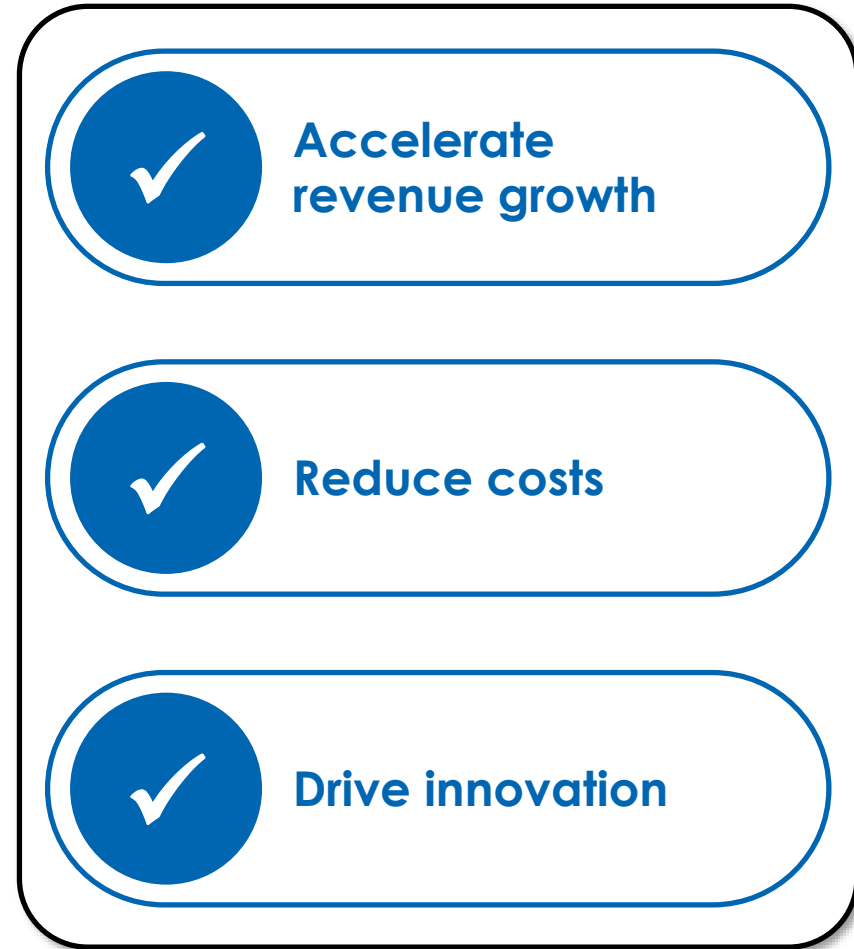 Accelerate
revenue growth
Reduce costs
Drive innovation